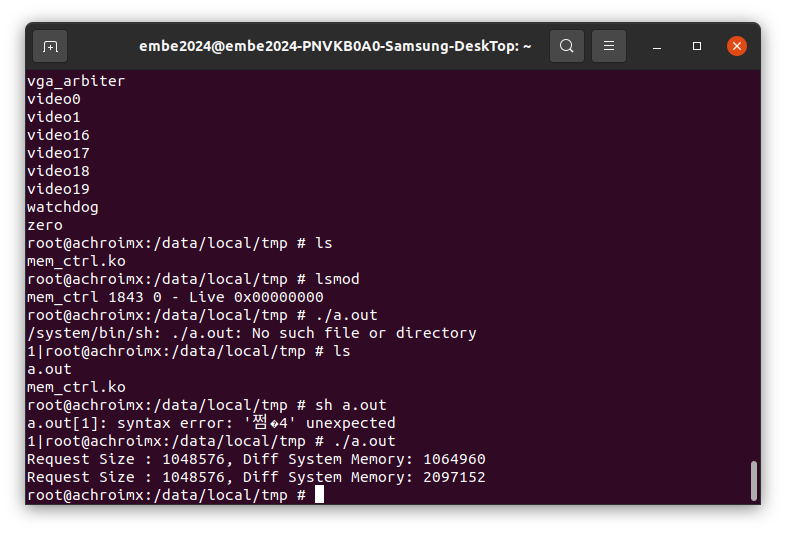 embe2024@embe2024-PNVKB0A0-Samsung-DeskTop: ~
vga_arbiter
video0
video1
video16
video17
video18
video19
watchdog
zero
root@achroimx:/data/local/tmp # ls
mem_ctrl.ko
root@achroimx:/data/local/tmp # lsmod
mem_ctrl 1843 0 - Live 0x00000000
root@achroimx:/data/local/tmp # ./a.out
/system/bin/sh: ./a.out: No such file or directory
1|root@achroimx:/data/local/tmp # ls
a.out
mem_ctrl.ko
root@achroimx:/data/local/tmp # sh a.out
a.out[1]: syntax error: '쩜�4' unexpected
1|root@achroimx:/data/local/tmp # ./a.out
Request Size : 1048576, Diff System Memory: 1064960
Request Size : 1048576, Diff System Memory: 2097152
root@achroimx:/data/local/tmp #